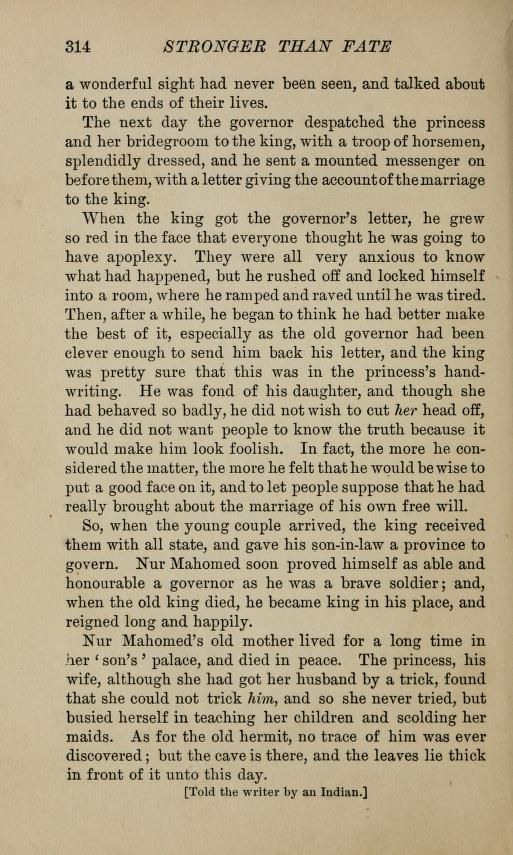 314 STRONGER THAN FATE
a wonderful sight had never been seen, and talked about
it to the ends of their lives.
The next day the governor despatched the princess
and her bridegroom to the king, with a troop of horsemen,
splendidly dressed, and he sent a mounted messenger on
before them, with a letter giving the account of the marriage
to the king.
When the king got the governor's letter, he grew
so red in the face that everyone thought he was going to
have apoplexy. They were all very anxious to know
what had happened, but he rushed off and locked himself
into a room, where he ramped and raved until he was tired.
Then, after a while, he began to think he had better make
the best of it, especially as the old governor had been
clever enough to send him back his letter, and the king
was pretty sure that this was in the princess's hand-
writing. He was fond of his daughter, and though she
had behaved so badly, he did not wish to cut her head off,
and he did not want people to know the truth because it
would make him look foolish. In fact, the more he con-
sidered the matter, the more he felt that he would be wise to
put a good face on it, and to let people suppose that he had
really brought about the marriage of his own free will.
So, when the young couple arrived, the king received
them with all state, and gave his son-in-law a province to
govern. Nur Mahomed soon proved himself as able and
honourable a governor as he was a brave soldier; and,
when the old king died, he became king in his place, and
reigned long and happily.
Nur Mahomed's old mother lived for a long time in
her 'son's' palace, and died in peace. The princess, his
wife, although she had got her husband by a trick, found
that she could not trick him, and so she never tried, but
busied herself in teaching her children and scolding her
maids. As for the old hermit, no trace of him was ever
discovered; but the cave is there, and the leaves lie thick
in front of it unto this day.
[Told the writer by an Indian.]